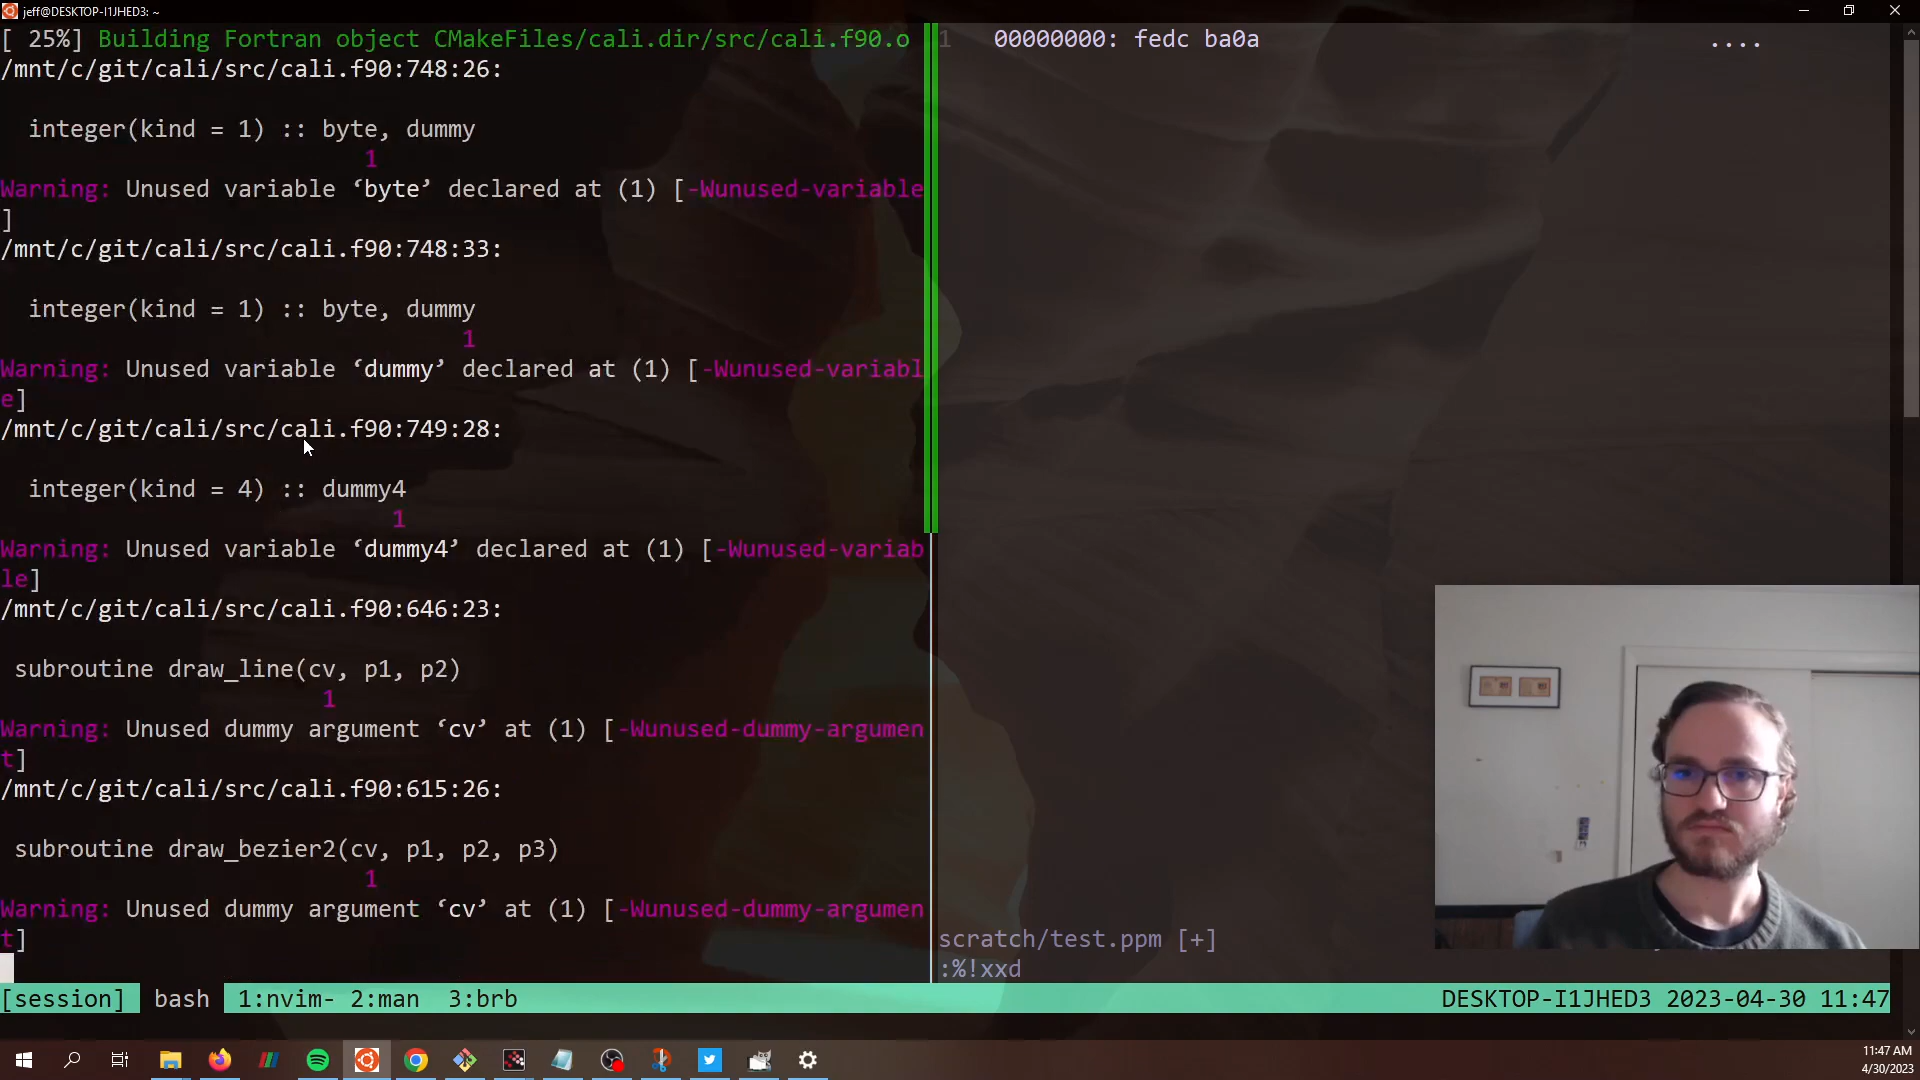 jeff@DESKTOP-I1JHED3: ~
[ 25%] Building Fortran object CMakeFiles/cali.dir/src/cali.f90.o
/mnt/c/git/cali/src/cali.f90:748:26:
integer(kind = 1) :: byte, dummy
1
Warning: Unused variable ‘byte’ declared at (1) [-Wunused-variable
]
/mnt/c/git/cali/src/cali.f90:748:33:
integer(kind = 1) :: byte, dummy
1
Warning: Unused variable ‘dummy’ declared at (1) [-Wunused-variabl
e]
/mnt/c/git/cali/src/cali.f90:749:28:
integer(kind = 4) :: dummy4
1
Warning: Unused variable ‘dummy4’ declared at (1) [-Wunused-variab
le]
/mnt/c/git/cali/src/cali.f90:646:23:
subroutine draw_line(cv, p1, p2)
1
Warning: Unused dummy argument ‘cv’ at (1) [-Wunused-dummy-argumen
t]
/mnt/c/git/cali/src/cali.f90:615:26:
subroutine draw_bezier2(cv, p1, p2, p3)
1
Warning: Unused dummy argument ‘cv’ at (1) [-Wunused-dummy-argumen
t]
1 00000000: fedc ba0a ....
scratch/test.ppm [+]
:%!xxd
[session] bash 1:nvim- 2:man 3:brb DESKTOP-I1JHED3 2023-04-30 11:47
11:47 AM
4/30/2023